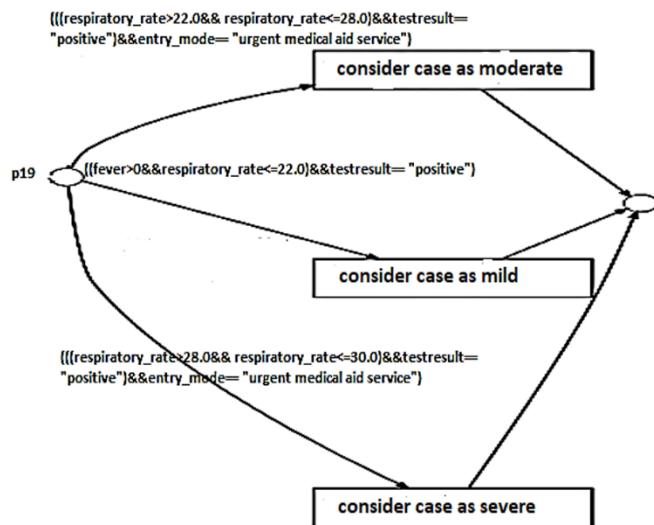 (((respiratory_rate>22.0&& respiratory_rate<=28.0)&&testresult==
"positive")&&entry_mode== "urgent medical aid service")
consider case as moderate
p19
((fever>0&&respiratory_rate<=22.0)&&testresult== "positive")
consider case as mild
(((respiratory_rate>28.0&& respiratory_rate<=30.0)&&testresult==
"positive")&&entry_mode== "urgent medical aid service")
consider case as severe